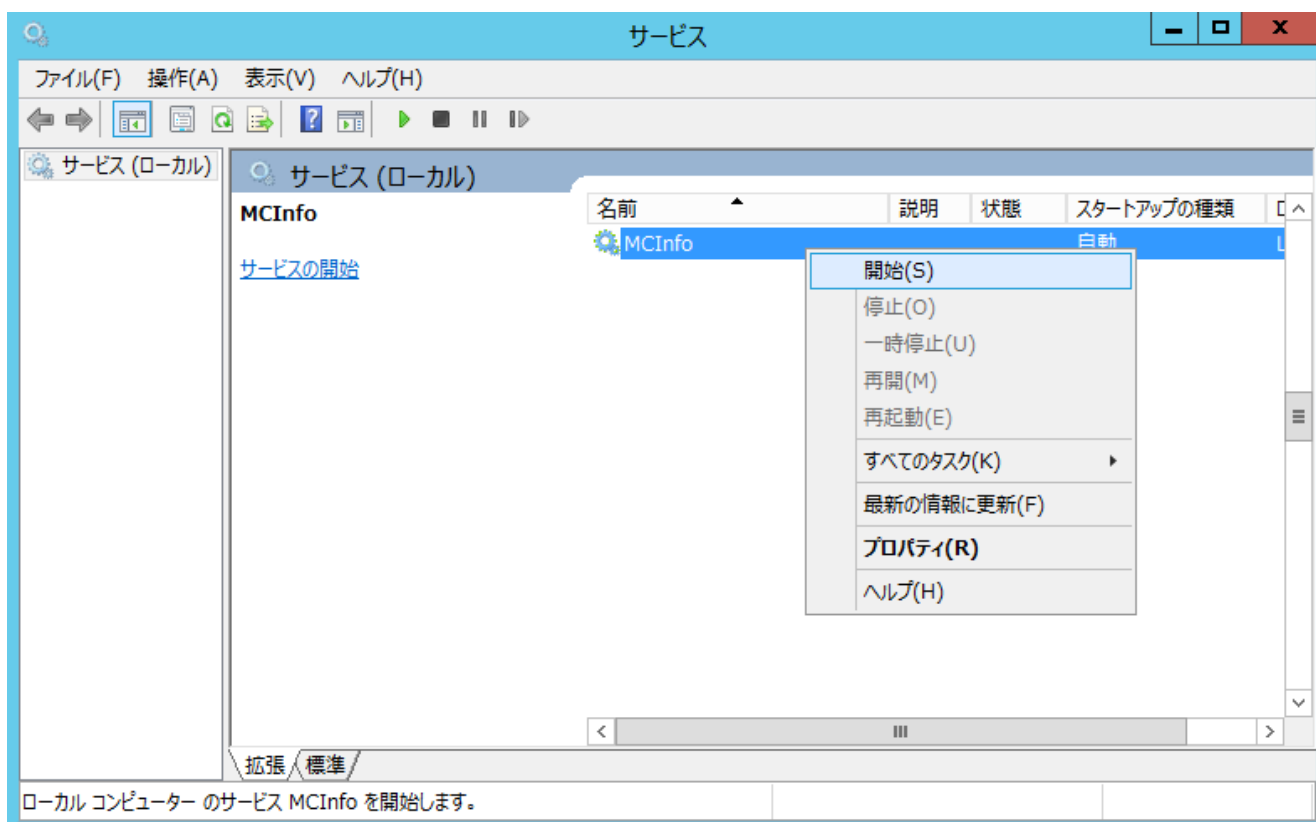 サービス
ファイル(F) 操作(A) 表示(V) ヘルプ(H)
サービス (ローカル)
サービス (ローカル)
MCInfo
サービスの開始
名前 説明 状態 スタートアップの種類
MCInfo 自動 L
開始(S)
停止(O)
一時停止(U)
再開(M)
再起動(E)
すべてのタスク(K)
最新の情報に更新(F)
プロパティ(R)
ヘルプ(H)
拡張 標準
ローカル コンピューター のサービス MCInfo を開始します。